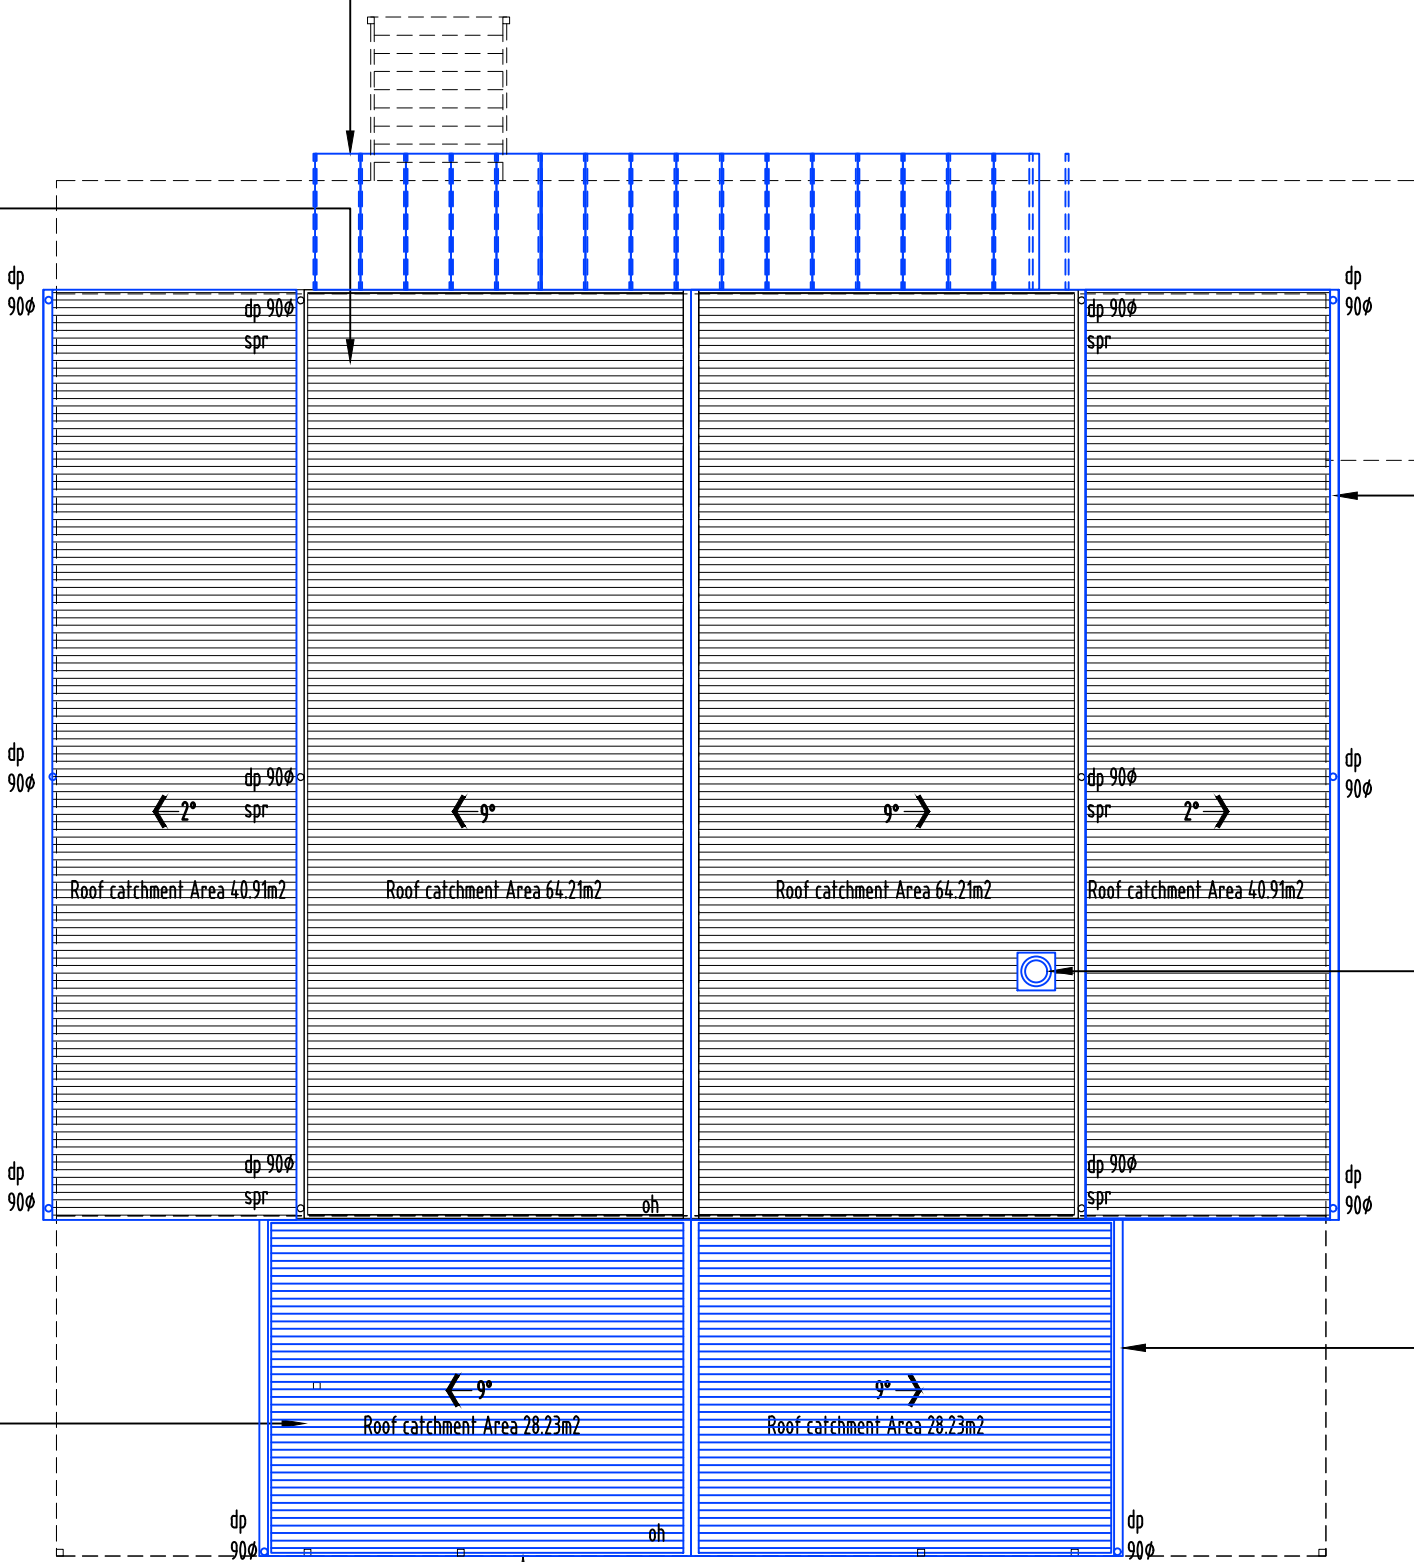 dp
90ø
dp 90ø
spr
dp 90ø
spr
dp
90ø
dp
90ø
dp 90ø
spr
dp 90ø
spr
dp
90ø
2°
9°
9°
2°
Roof catchment Area 40.91m2
Roof catchment Area 64.21m2
Roof catchment Area 64.21m2
Roof catchment Area 40.91m2
dp
90ø
dp 90ø
spr
oh
dp 90ø
spr
dp
90ø
9°
9°
Roof catchment Area 28.23m2
Roof catchment Area 28.23m2
dp
90ø
oh
dp
90ø